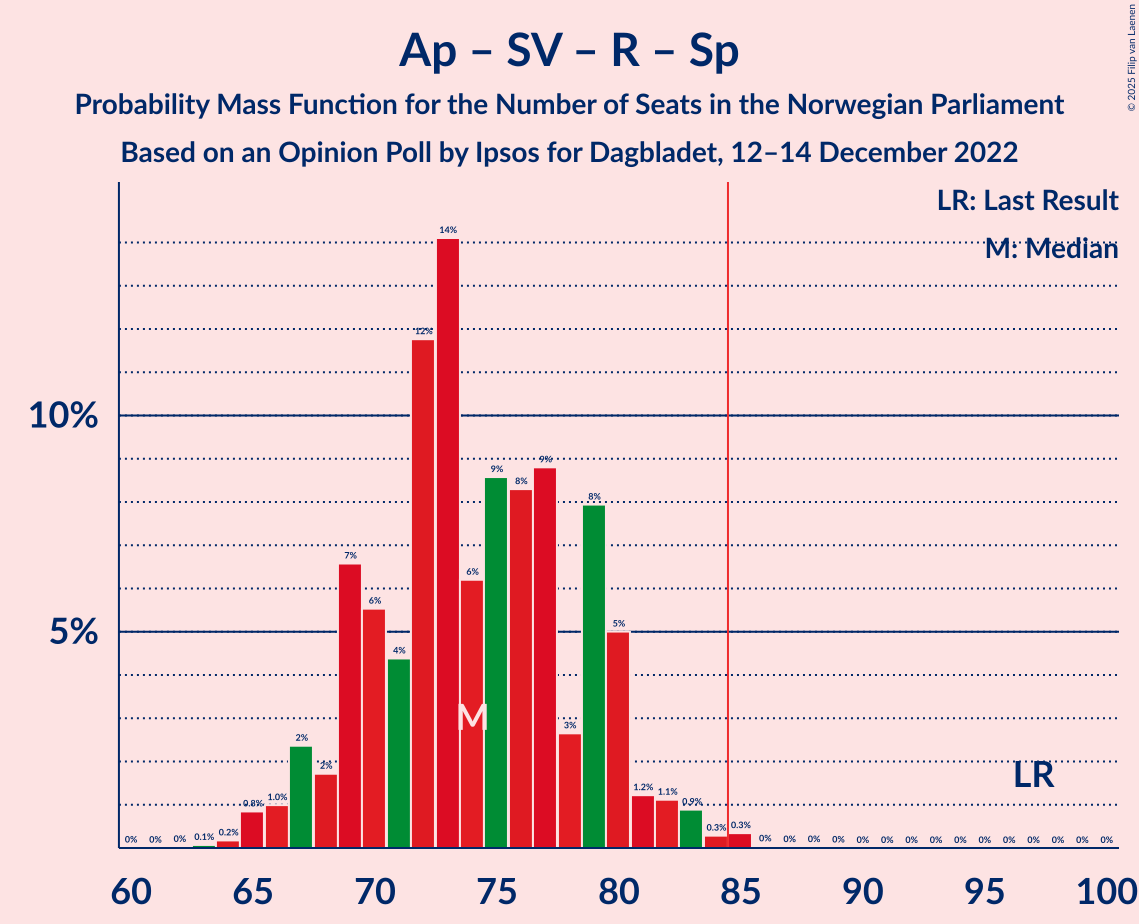 © 2025 Filip van Laenen
Ap – SV – R – Sp
Probability Mass Function for the Number of Seats in the Norwegian Parliament
Based on an Opinion Poll by Ipsos for Dagbladet, 12–14 December 2022
LR: Last Result
M: Median
10%
5%
0% 0% 0% 0.1% 0.2% 0.8% 1.0% 2% 2% 7% 6% 4% 12% 14% 6% 9% 8% 9% 3% 8% 5% 1.2% 1.1% 0.9% 0.3% 0.3% 0% 0% 0% 0% 0% 0% 0% 0% 0% 0% 0% 0% 0% 0% 0%
M
LR
60 65 70 75 80 85 90 95 100